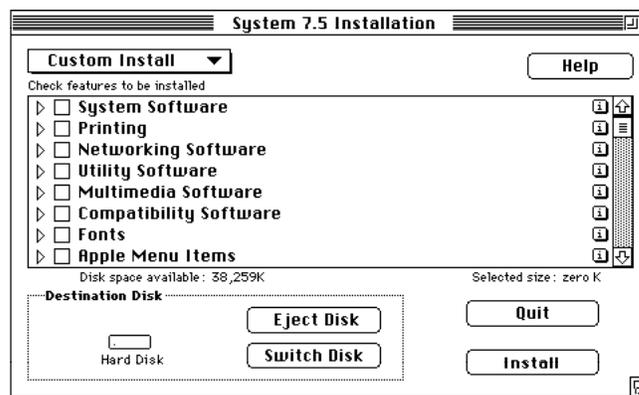 System 7.5 Installation
Custom Install
Help
Check features to be installed
System Software
Printing
Networking Software
Utility Software
Multimedia Software
Compatibility Software
Fonts
Apple Menu Items
Disk space available: 38,259K
Selected size: zero K
Destination Disk
Eject Disk
Quit
Hard Disk
Switch Disk
Install